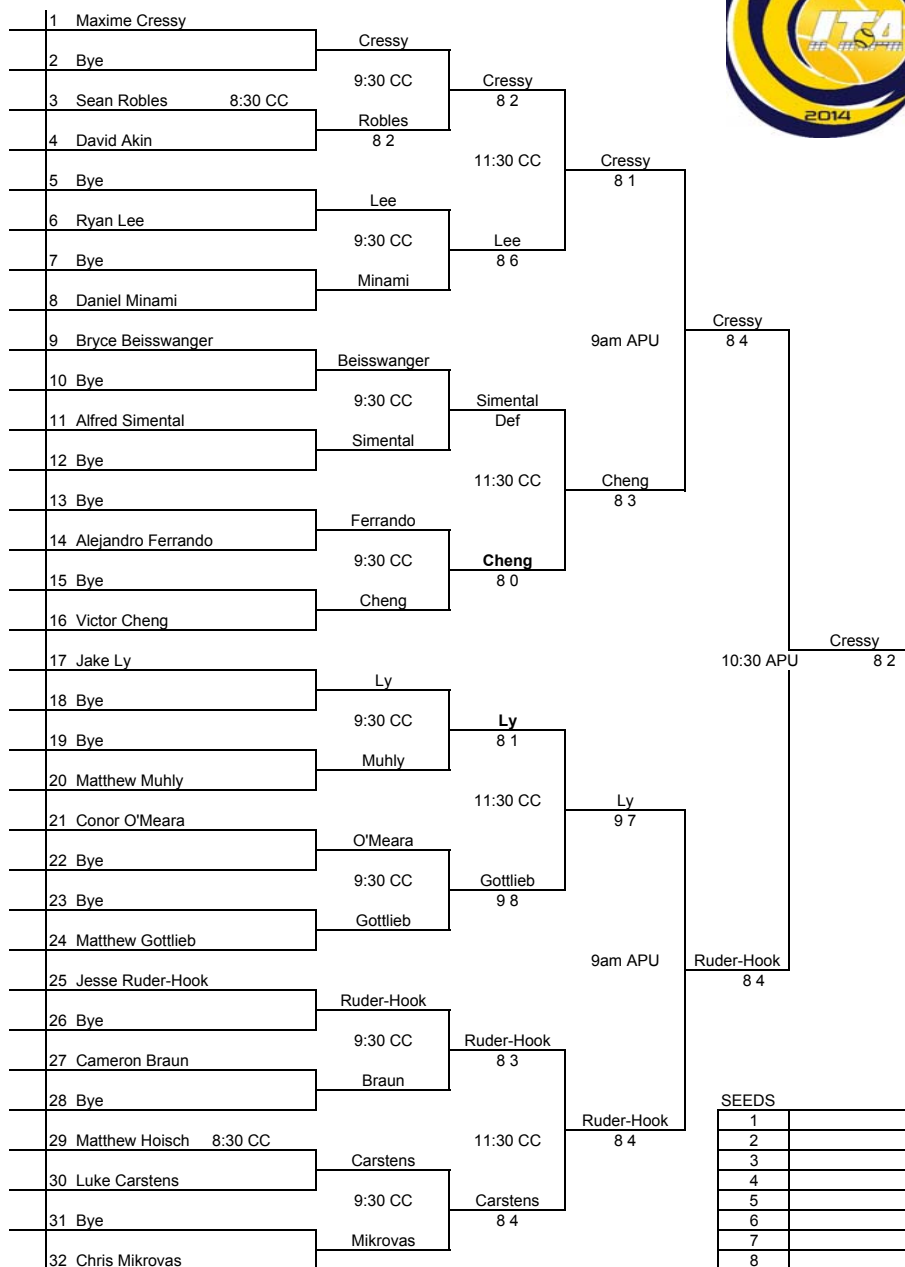 ITA
2014
1 Maxime Cressy
Cressy
2 Bye
9:30 CC
Cressy
8 2
3 Sean Robles 8:30 CC
Robles
8 2
4 David Akin
11:30 CC
Cressy
8 1
5 Bye
Lee
6 Ryan Lee
9:30 CC
Lee
8 6
7 Bye
Minami
8 Daniel Minami
Cressy
8 4
9 Bryce Beisswanger
9am APU
Beisswanger
10 Bye
9:30 CC
Simental
Def
11 Alfred Simental
Simental
12 Bye
11:30 CC
Cheng
8 3
13 Bye
Ferrando
14 Alejandro Ferrando
9:30 CC
Cheng
8 0
15 Bye
Cheng
16 Victor Cheng
Cressy
10:30 APU 8 2
17 Jake Ly
Ly
18 Bye
9:30 CC
Ly
8 1
19 Bye
Muhly
20 Matthew Muhly
11:30 CC
Ly
9 7
21 Conor O'Meara
O'Meara
22 Bye
9:30 CC
Gottlieb
9 8
23 Bye
Gottlieb
24 Matthew Gottlieb
9am APU
Ruder-Hook
8 4
25 Jesse Ruder-Hook
Ruder-Hook
26 Bye
9:30 CC
Ruder-Hook
8 3
27 Cameron Braun
Braun
28 Bye
Ruder-Hook
8 4
29 Matthew Hoisch 8:30 CC
11:30 CC
Carstens
30 Luke Carstens
9:30 CC
Carstens
8 4
31 Bye
Mikrovas
32 Chris Mikrovas
SEEDS
1
2
3
4
5
6
7
8